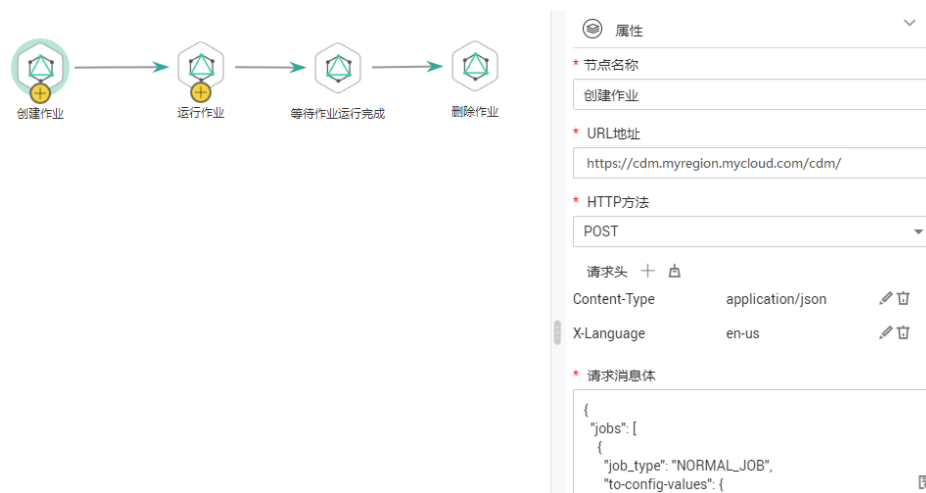 创建作业
运行作业
等待作业运行完成
删除作业
属性
* 节点名称
创建作业
* URL地址
https://cdm.myregion.mycloud.com/cdm/
* HTTP方法
POST
请求头
Content-Type application/json
X-Language en-us
* 请求消息体
{
"jobs": [
{
"job_type": "NORMAL_JOB",
"to-config-values": {